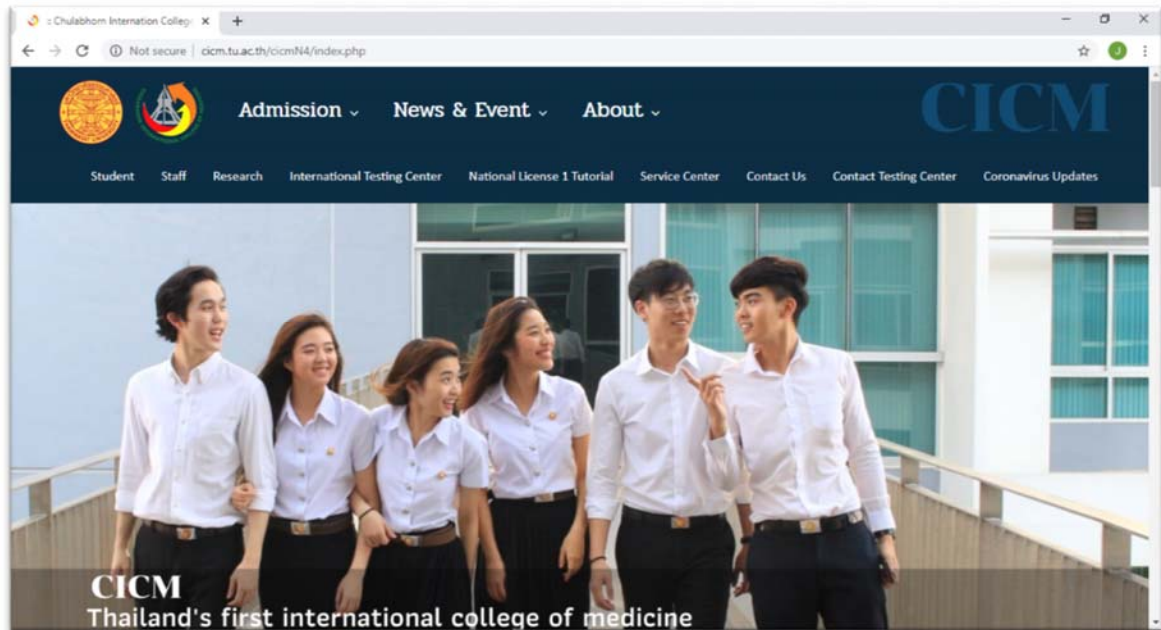 : Chulabhorn Internation College
Not secure | cicm.tu.ac.th/cicmN4/index.php
J
Admission News & Event About
CICM
Student Staff Research International Testing Center National License 1 Tutorial Service Center Contact Us Contact Testing Center Coronavirus Updates
CICM
Thailand's first international college of medicine